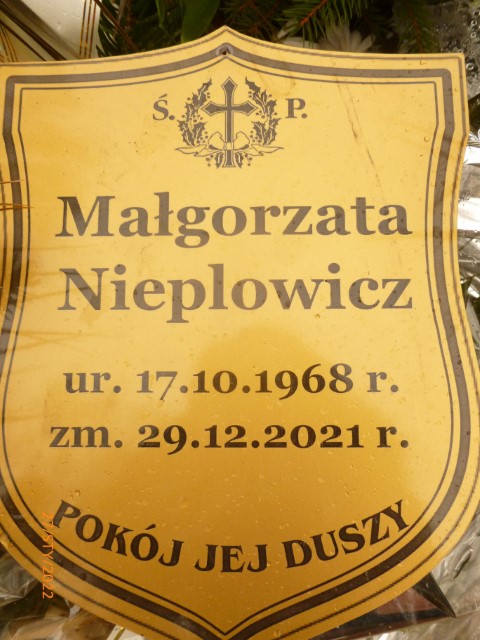 Ś. P.
Małgorzata
Nieplowicz
ur. 17.10.1968 r.
zm. 29.12.2021 r.
POKÓJ JEJ DUSZY